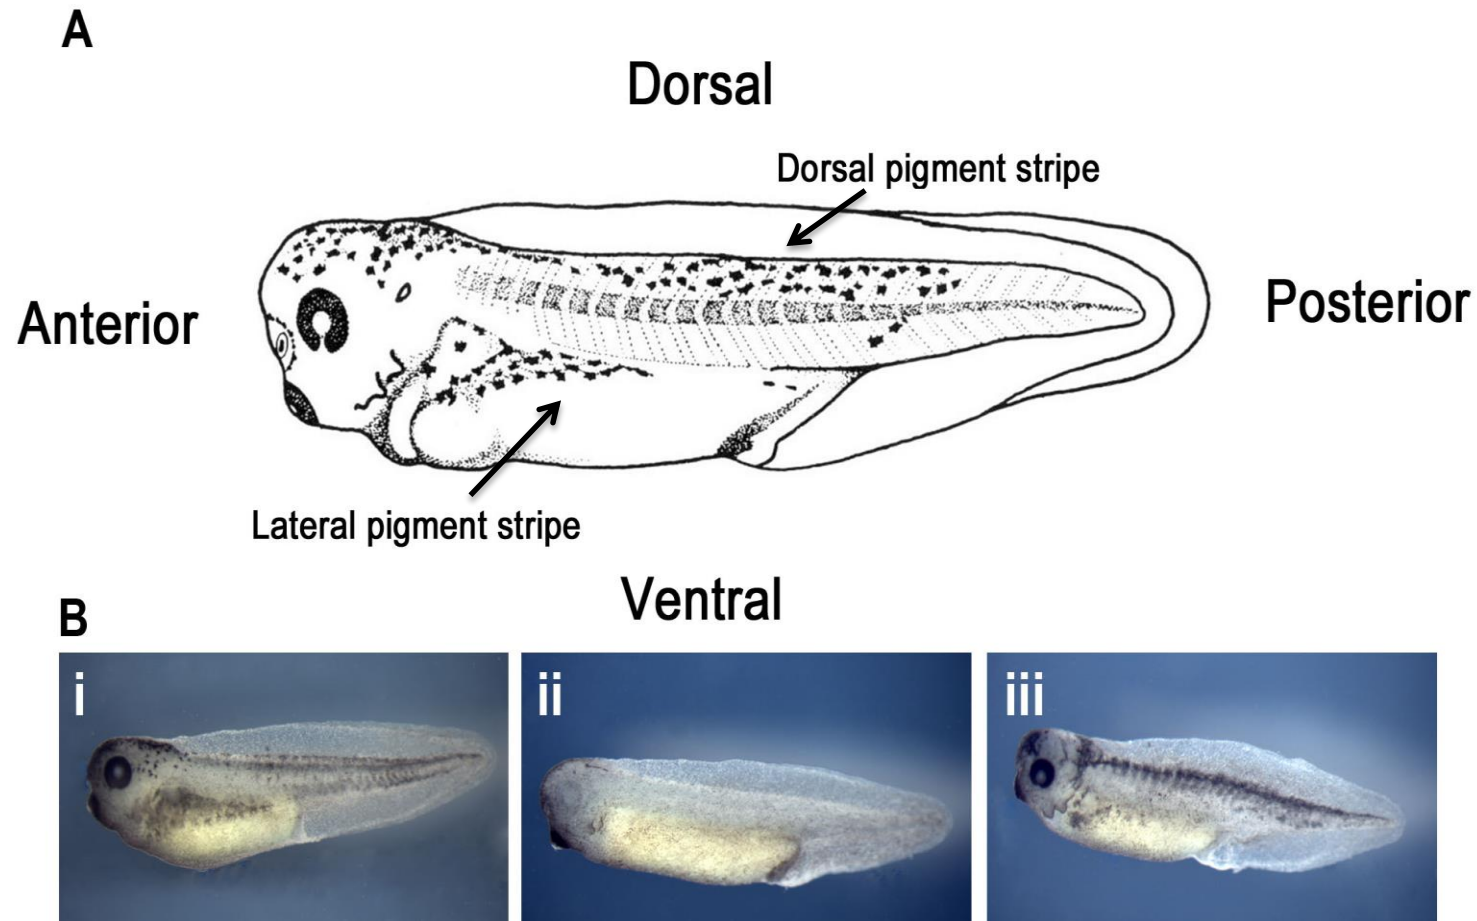 A
Dorsal
Dorsal pigment stripe
Anterior
Posterior
Lateral pigment stripe
Ventral
B
i
ii
iii